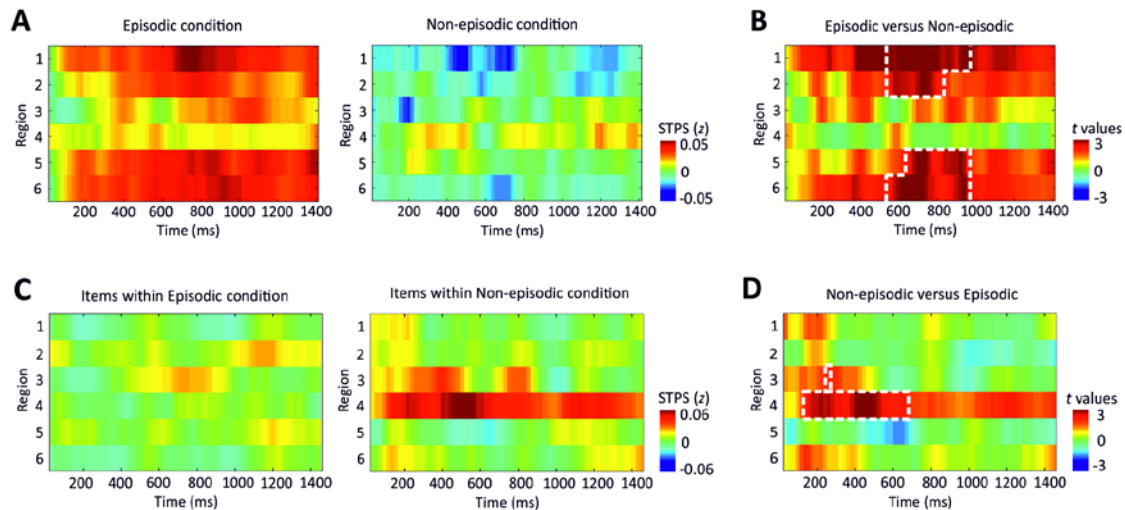 A
Episodic condition
Non-episodic condition
B
Episodic versus Non-episodic
Region
1
2
3
4
5
6
200 400 600 800 1000 1200 1400
Time (ms)
Region
200 400 600 800 1000 1200 1400
Time (ms)
STPS (z)
0.05
0
-0.05
Region
1
2
3
4
5
6
200 400 600 800 1000 1200 1400
Time (ms)
t values
3
0
-3
C
Items within Episodic condition
Items within Non-episodic condition
D
Non-episodic versus Episodic
Region
1
2
3
4
5
6
200 400 600 800 1000 1200 1400
Time (ms)
Region
1
2
3
4
5
6
200 400 600 800 1000 1200 1400
Time (ms)
STPS (z)
0.06
0
-0.06
Region
1
2
3
4
5
6
200 400 600 800 1000 1200 1400
Time (ms)
t values
3
0
-3